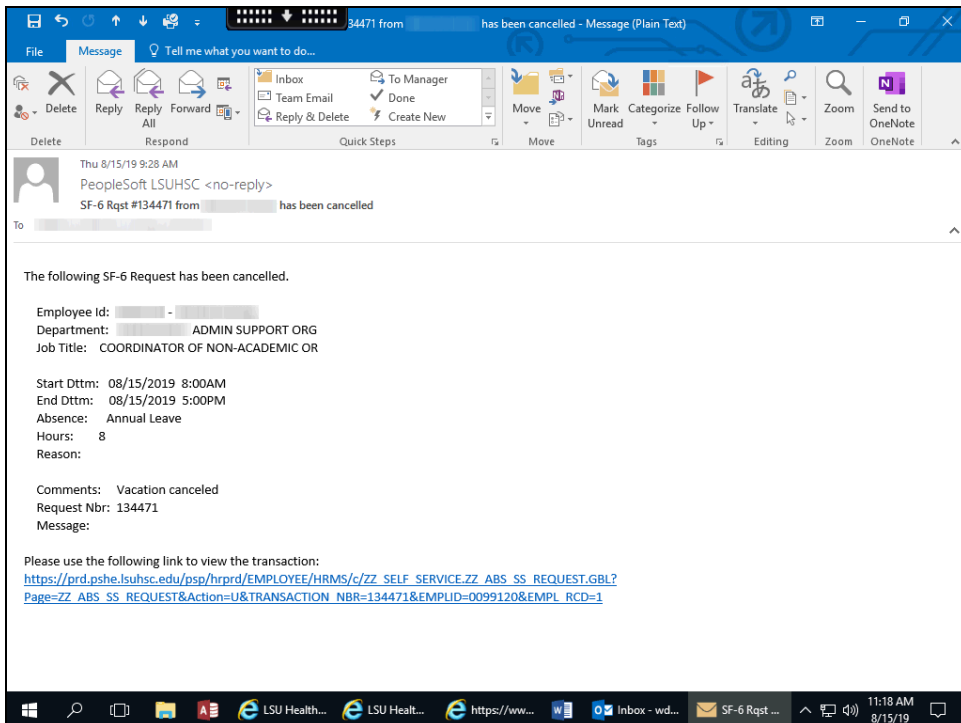 34471 from has been cancelled - Message (Plain Text)
File Message Tell me what you want to do...
Delete Reply Reply All Forward
Inbox To Manager
Team Email Done
Reply & Delete Create New
Move Mark Unread Categorize Follow Up Translate Zoom Send to OneNote
Delete Respond Quick Steps Move Tags Editing Zoom OneNote
Thu 8/15/19 9:28 AM
PeopleSoft LSUHSC <no-reply>
SF-6 Rqst #134471 from has been cancelled
To
The following SF-6 Request has been cancelled.
Employee Id: -
Department: ADMIN SUPPORT ORG
Job Title: COORDINATOR OF NON-ACADEMIC OR
Start Dttm: 08/15/2019 8:00AM
End Dttm: 08/15/2019 5:00PM
Absence: Annual Leave
Hours: 8
Reason:
Comments: Vacation canceled
Request Nbr: 134471
Message:
Please use the following link to view the transaction:
https://prd.pshe.lsuhsc.edu/psp/hrprd/EMPLOYEE/HRMS/c/ZZ_SELF_SERVICE.ZZ_ABS_SS_REQUEST.GBL?
Page=ZZ_ABS_SS_REQUEST&Action=U&TRANSACTION_NBR=134471&EMPLID=0099120&EMPL_RCD=1
LSU Health... LSU Healt... https://ww... Inbox - wd... SF-6 Rqst ... 11:18 AM
8/15/19